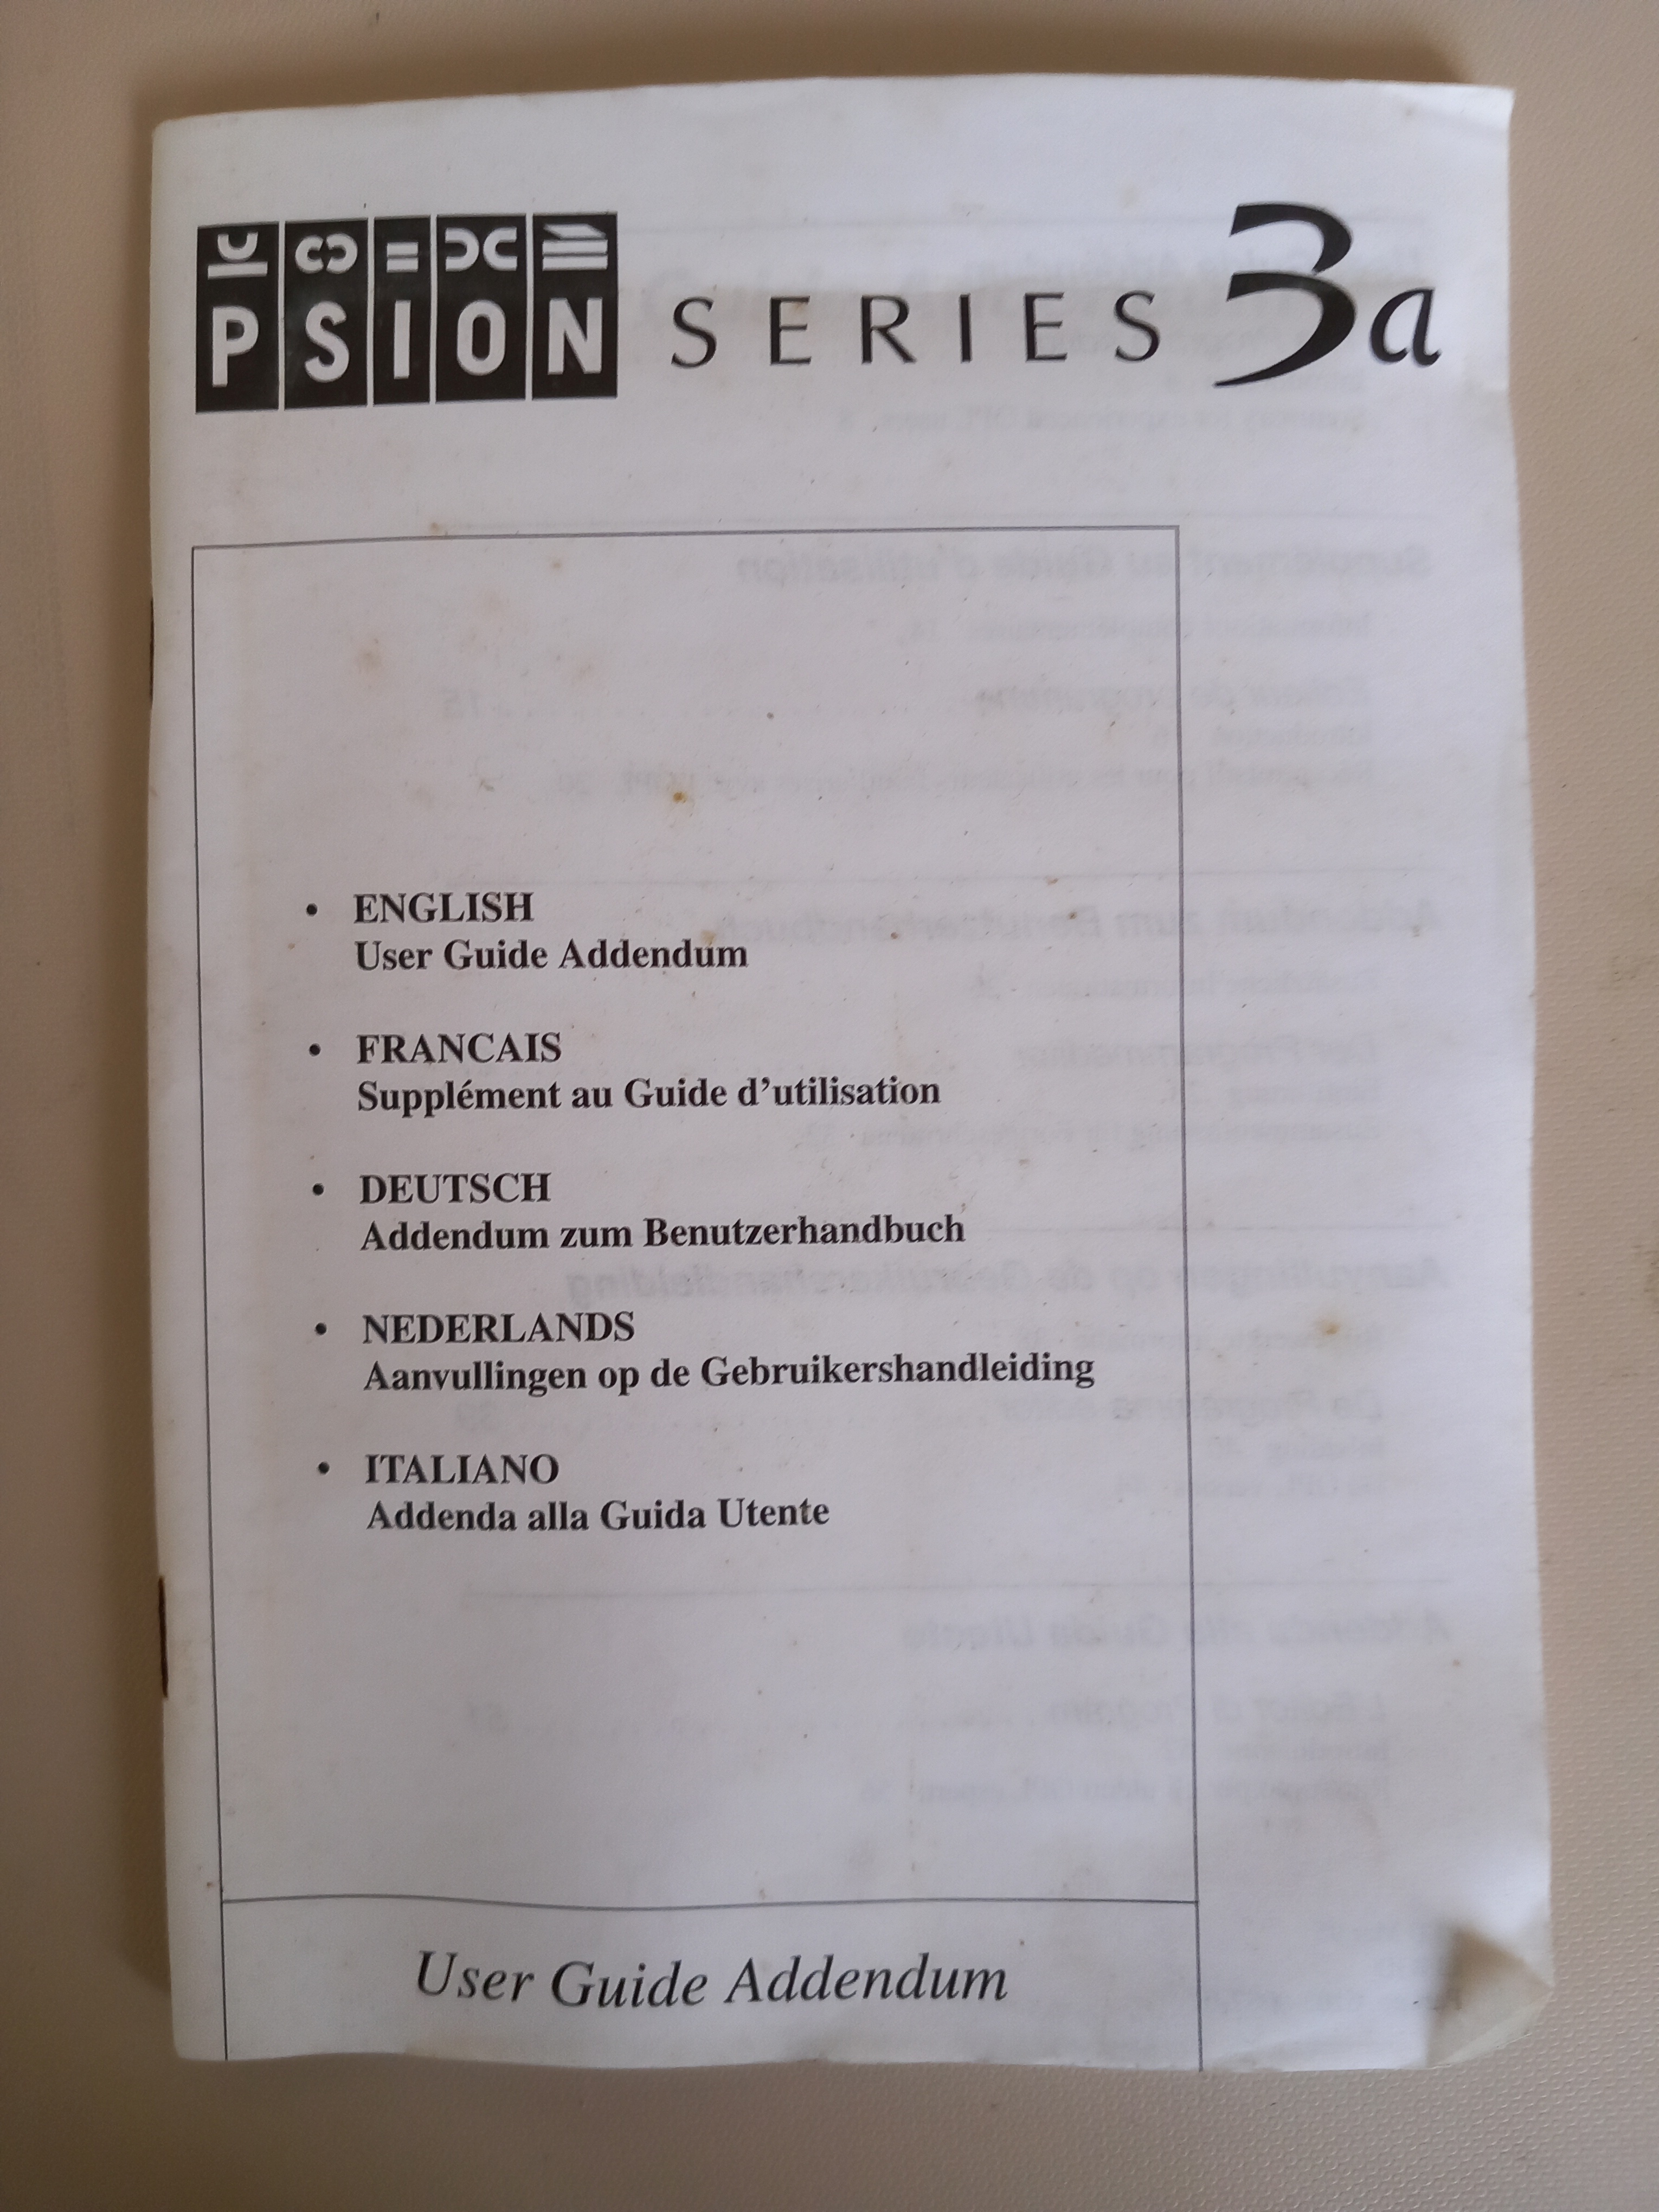 PSION SERIES 3a
• ENGLISH
User Guide Addendum
• FRANCAIS
Supplément au Guide d'utilisation
• DEUTSCH
Addendum zum Benutzerhandbuch
• NEDERLANDS
Aanvullingen op de Gebruikershandleiding
• ITALIANO
Addenda alla Guida Utente
User Guide Addendum